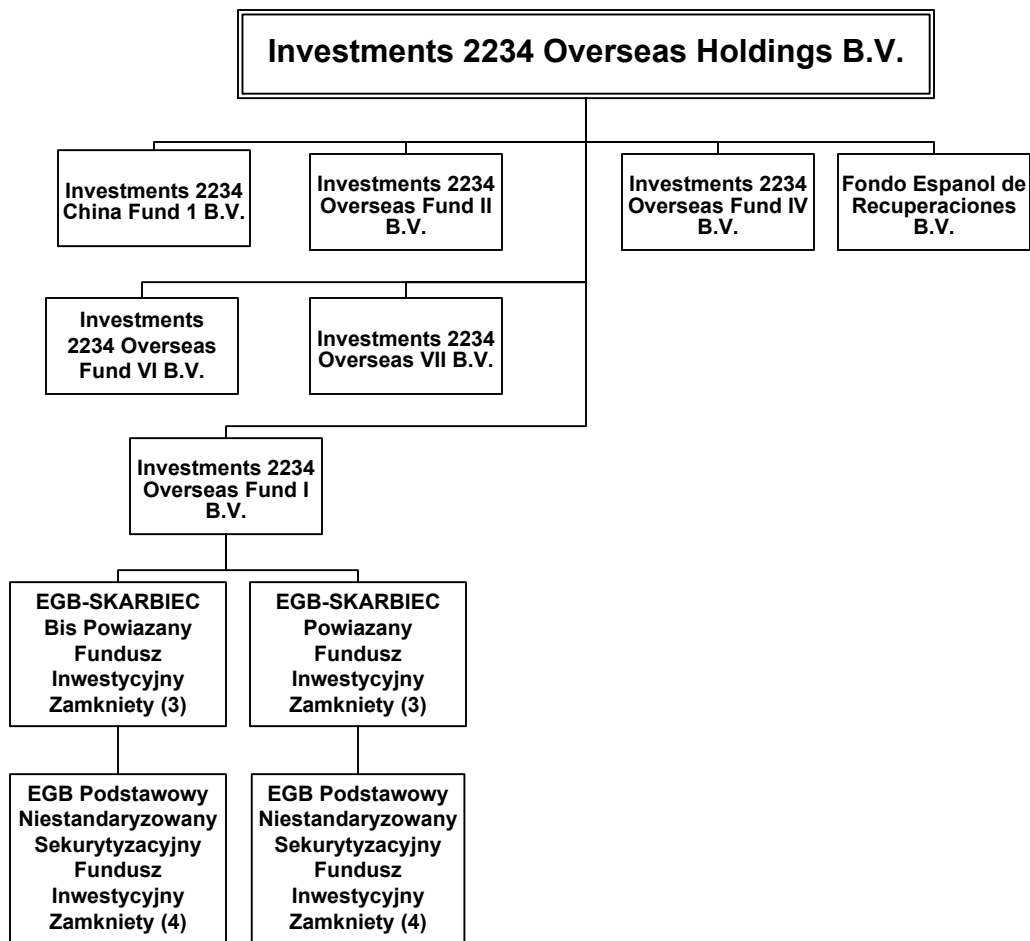 Investments 2234 Overseas Holdings B.V.
Investments 2234
China Fund 1 B.V.
Investments 2234
Overseas Fund II
B.V.
Investments 2234
Overseas Fund IV
B.V.
Fondo Espanol de
Recuperaciones
B.V.
Investments
2234 Overseas
Fund VI B.V.
Investments 2234
Overseas VII B.V.
Investments 2234
Overseas Fund I
B.V.
EGB-SKARBIEC
Bis Powiazany
Fundusz
Inwestycyjny
Zamkniety (3)
EGB-SKARBIEC
Powiazany
Fundusz
Inwestycyjny
Zamkniety (3)
EGB Podstawowy
Niestandaryzowany
Sekurytyzacyjny
Fundusz
Inwestycyjny
Zamkniety (4)
EGB Podstawowy
Niestandaryzowany
Sekurytyzacyjny
Fundusz
Inwestycyjny
Zamkniety (4)